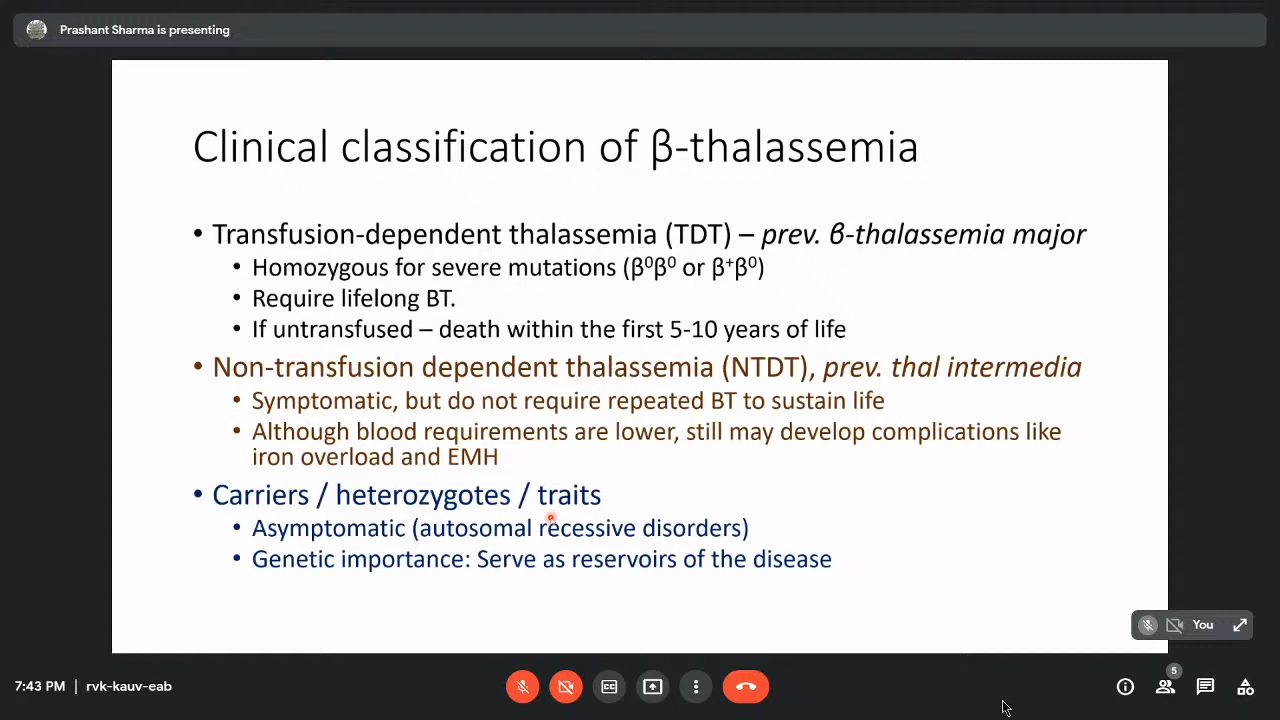 Prashant Sharma is presenting
Clinical classification of β-thalassemia
• Transfusion-dependent thalassemia (TDT) – prev. β-thalassemia major
• Homozygous for severe mutations (β⁰β⁰ or β⁺β⁰)
• Require lifelong BT.
• If untransfused – death within the first 5-10 years of life
• Non-transfusion dependent thalassemia (NTDT), prev. thal intermedia
• Symptomatic, but do not require repeated BT to sustain life
• Although blood requirements are lower, still may develop complications like
iron overload and EMH
• Carriers / heterozygotes / traits
• Asymptomatic (autosomal recessive disorders)
• Genetic importance: Serve as reservoirs of the disease
You
7:43 PM | rvk-kauv-eab
CC
5